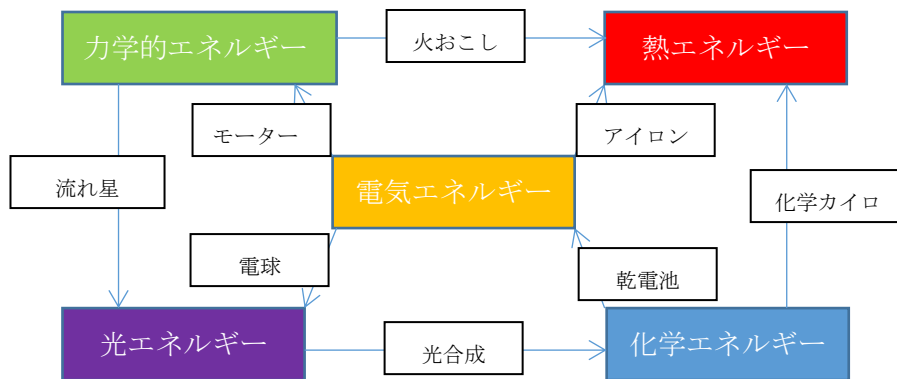 力学的エネルギー
火おこし
熱エネルギー
モーター
アイロン
流れ星
電気エネルギー
化学カイロ
電球
乾電池
光エネルギー
光合成
化学エネルギー